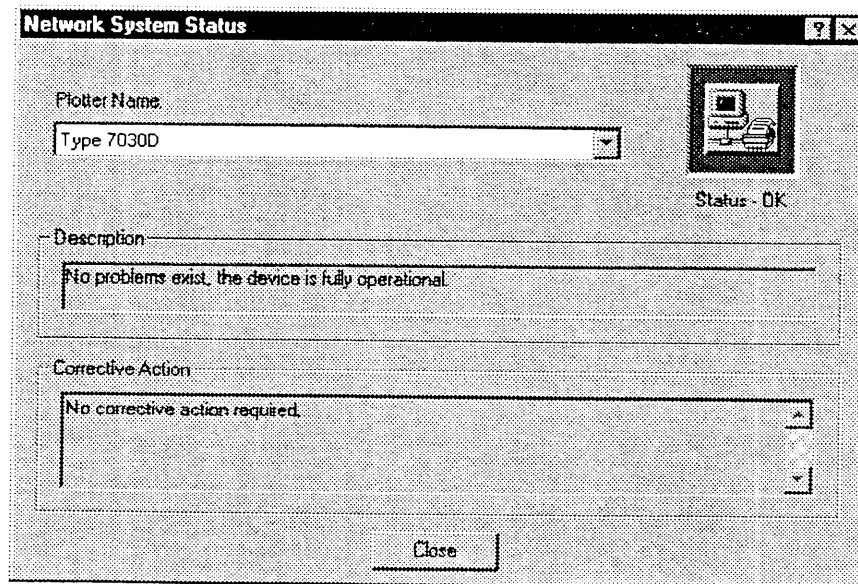 Network System Status
Plotter Name:
Type 7030D
Status - OK
Description
No problems exist, the device is fully operational.
Corrective Action
No corrective action required.
Close